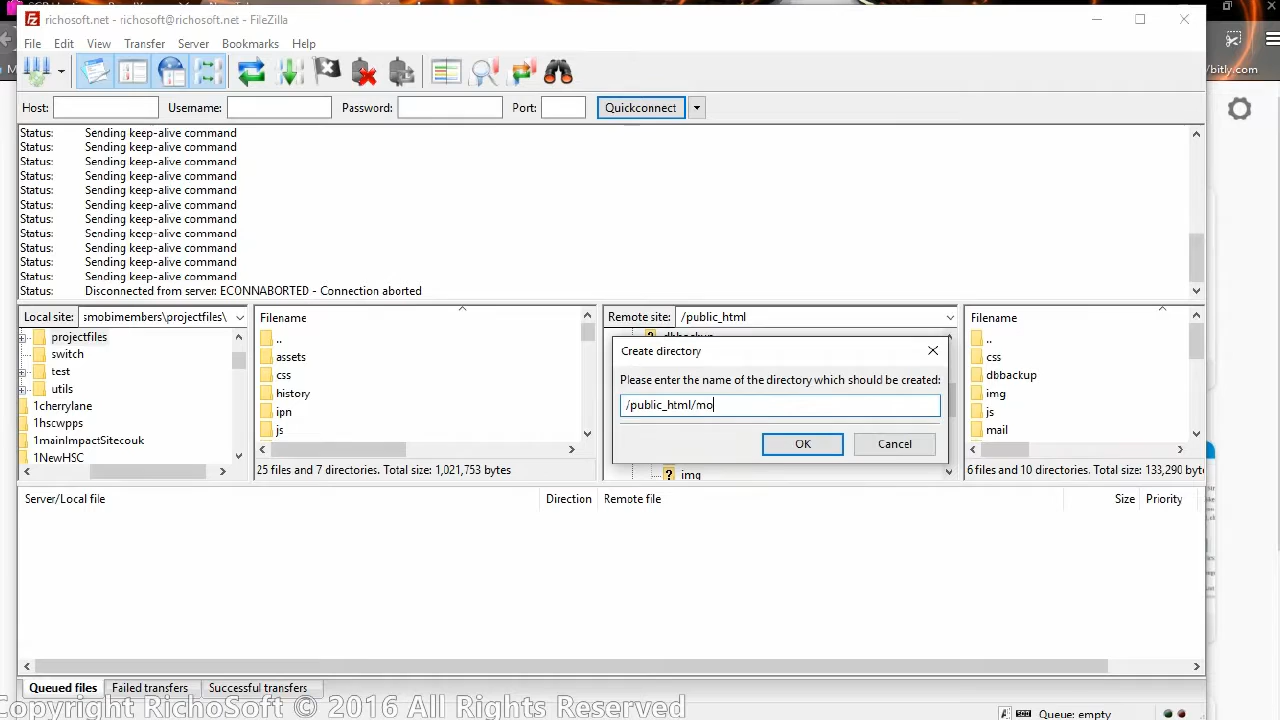 richosoft.net - richosoft@richosoft.net - FileZilla
File Edit View Transfer Server Bookmarks Help
Host: Username: Password: Port: Quickconnect
Status: Sending keep-alive command
Status: Sending keep-alive command
Status: Sending keep-alive command
Status: Sending keep-alive command
Status: Sending keep-alive command
Status: Sending keep-alive command
Status: Sending keep-alive command
Status: Sending keep-alive command
Status: Sending keep-alive command
Status: Sending keep-alive command
Status: Sending keep-alive command
Status: Disconnected from server: ECONNABORTED - Connection aborted
Local site: smobimembers\projectfiles\
projectfiles
switch
test
utils
1cherrylane
1hscwpps
1mainImpactSitecouk
1NewHSC
Filename
..
assets
css
history
ipn
js
25 files and 7 directories. Total size: 1,021,753 bytes
Remote site: /public_html
dbbackup
Create directory
Please enter the name of the directory which should be created:
/public_html/mo
OK Cancel
img
Filename
..
css
dbbackup
img
js
mail
6 files and 10 directories. Total size: 133,290 byt
Server/Local file Direction Remote file Size Priority
Queued files Failed transfers Successful transfers
Copyright RichoSoft © 2016 All Rights Reserved
Queue: empty
/bitly.com